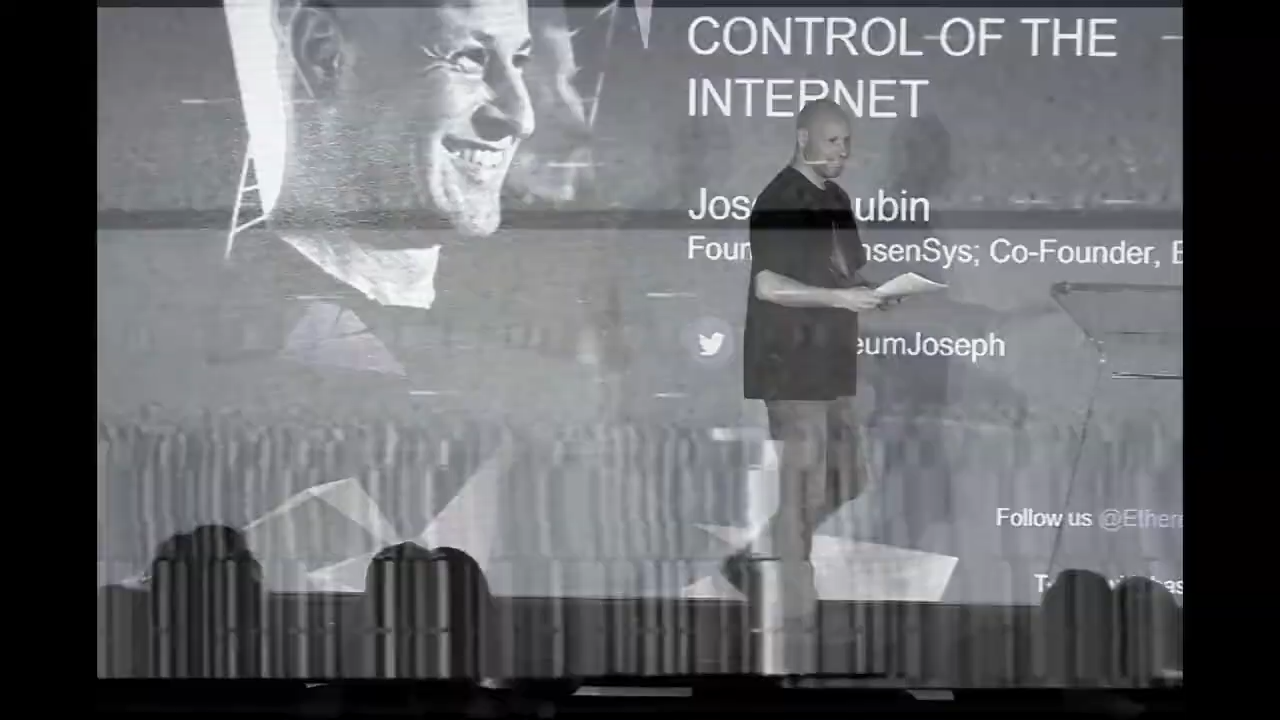 CONTROL OF THE
INTERNET
Jos ubin
Foun nsenSys; Co-Founder, E
eumJoseph
Follow us @Ether